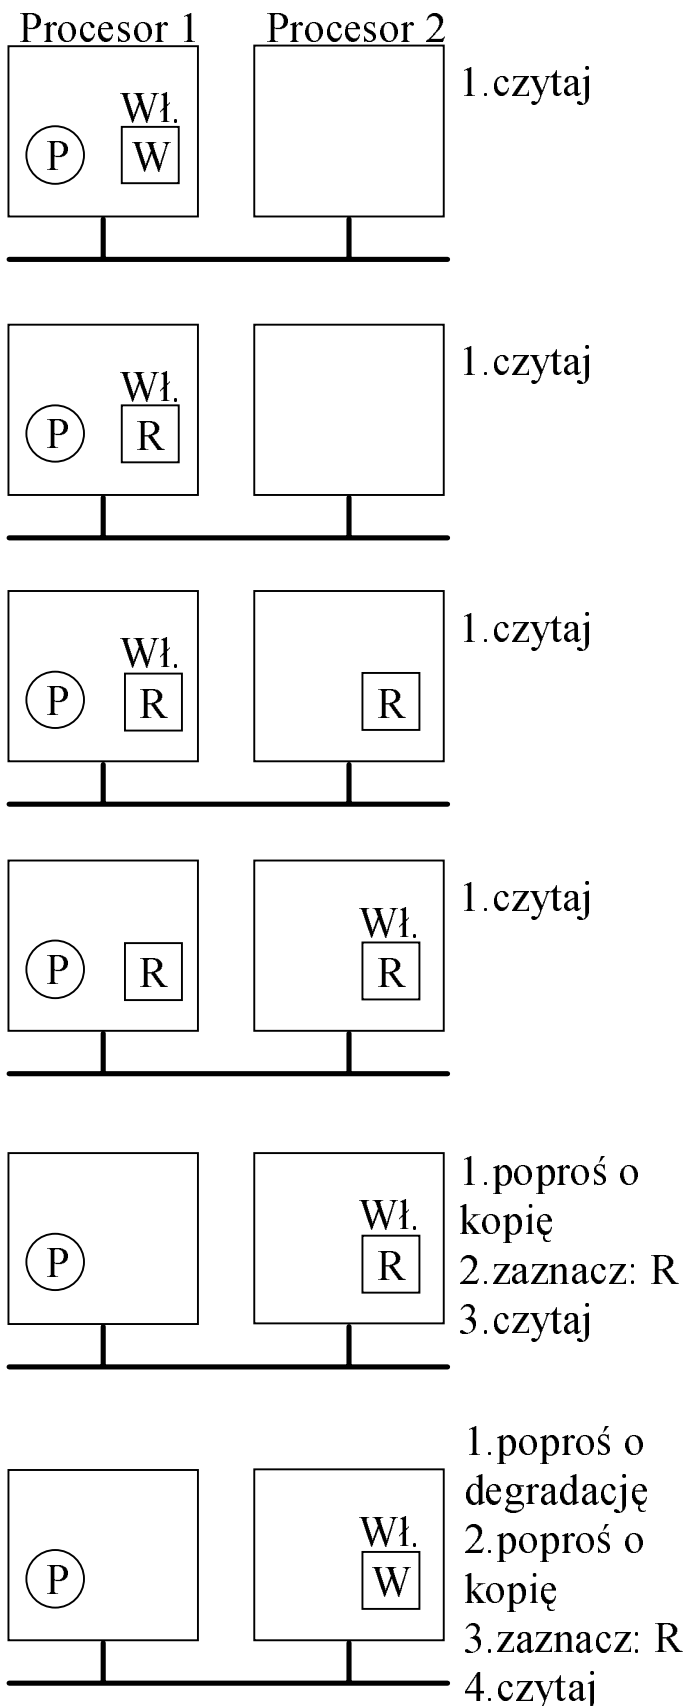 Procesor 1 Procesor 2
1.czytaj
Wł.
P W
1.czytaj
Wł.
P R
1.czytaj
Wł.
P R R
1.czytaj
Wł.
P R R
1.poproś o
kopię
2.zaznacz: R
3.czytaj
Wł.
P R
1.poproś o
degradację
2.poproś o
kopię
3.zaznacz: R
4.czytaj
Wł.
P W